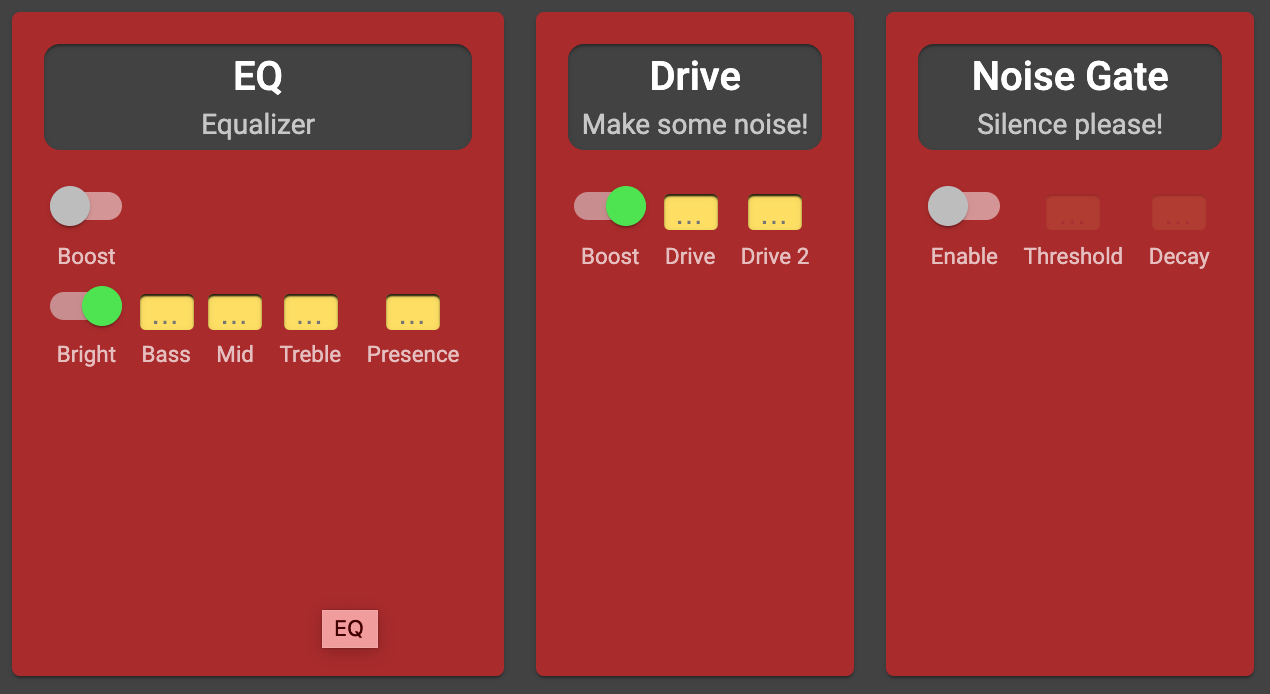 EQ
Equalizer
Boost
Bright
...
Bass
...
Mid
...
Treble
...
Presence
EQ
Drive
Make some noise!
Boost
...
Drive
...
Drive 2
Noise Gate
Silence please!
Enable
...
Threshold
...
Decay